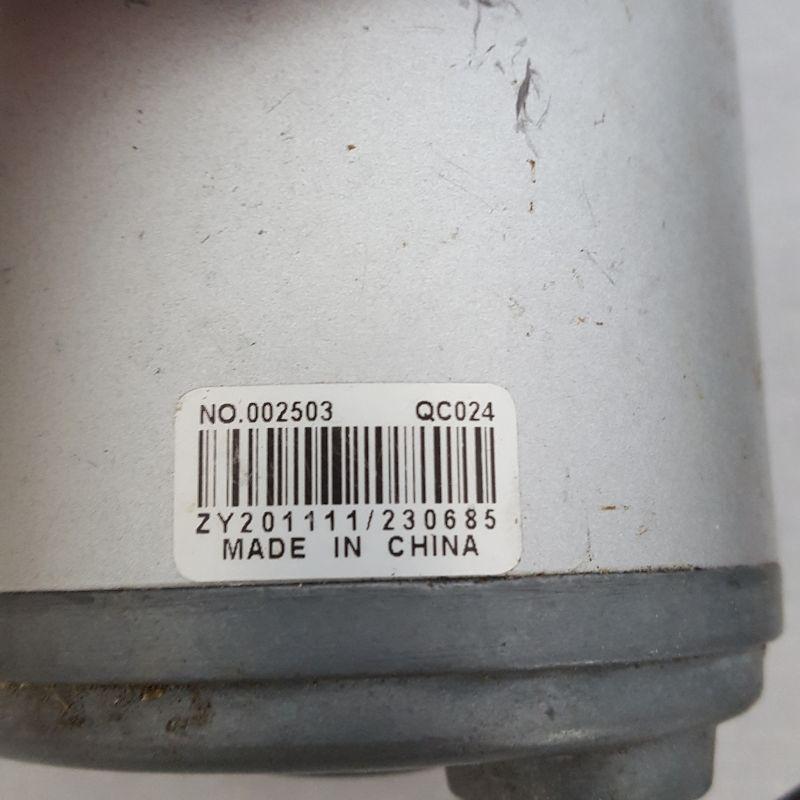 NO.002503 QC024
ZY201111/230685
MADE IN CHINA